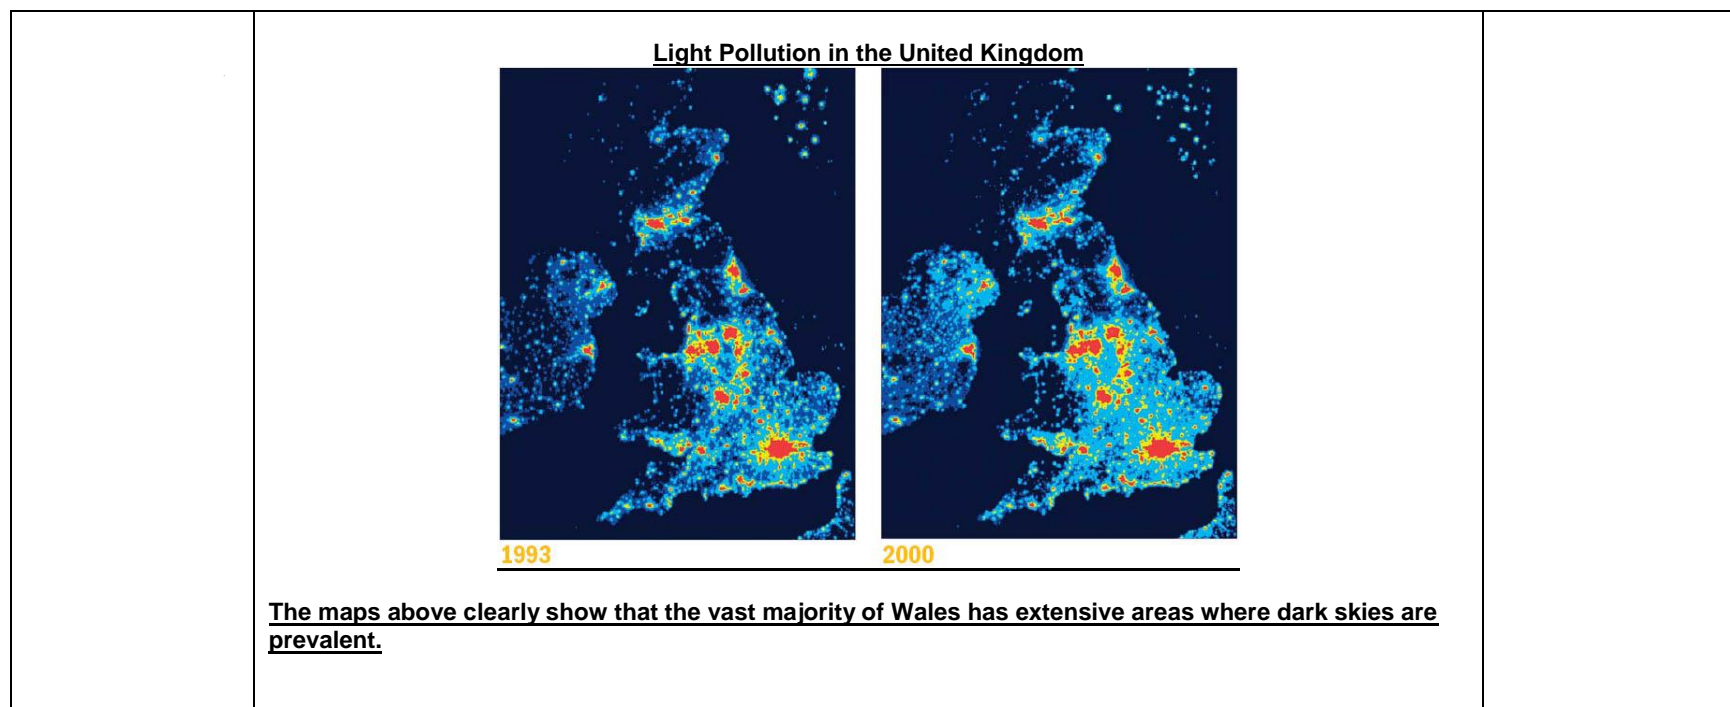 Light Pollution in the United Kingdom
1993
2000
The maps above clearly show that the vast majority of Wales has extensive areas where dark skies are
prevalent.